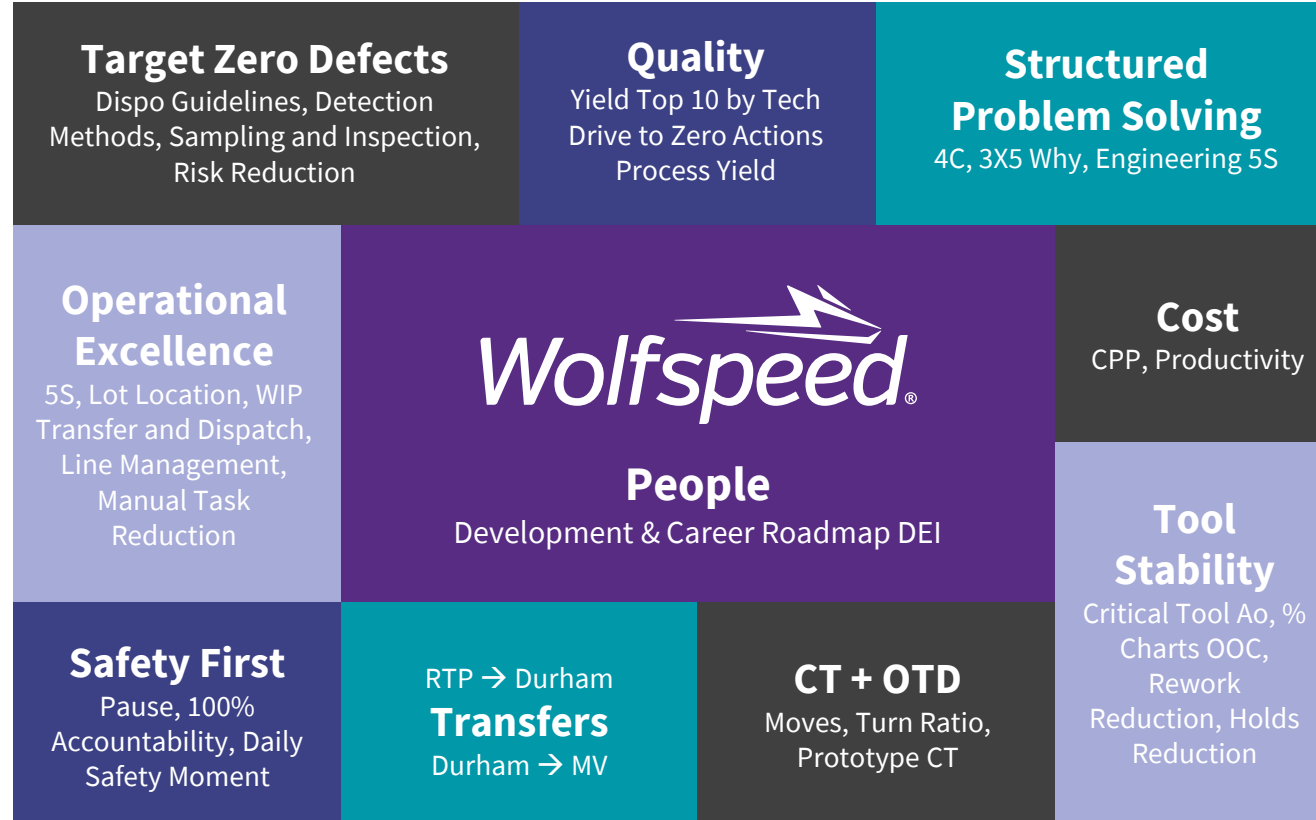 Target Zero Defects
Dispo Guidelines, Detection
Methods, Sampling and Inspection,
Risk Reduction
Quality
Yield Top 10 by Tech
Drive to Zero Actions
Process Yield
Structured
Problem Solving
4C, 3X5 Why, Engineering 5S
Operational
Excellence
5S, Lot Location, WIP
Transfer and Dispatch,
Line Management,
Manual Task
Reduction
Wolfspeed®
People
Development & Career Roadmap DEI
Cost
CPP, Productivity
Tool
Stability
Critical Tool Ao, %
Charts OOC,
Rework
Reduction, Holds
Reduction
Safety First
Pause, 100%
Accountability, Daily
Safety Moment
RTP → Durham
Transfers
Durham → MV
CT + OTD
Moves, Turn Ratio,
Prototype CT